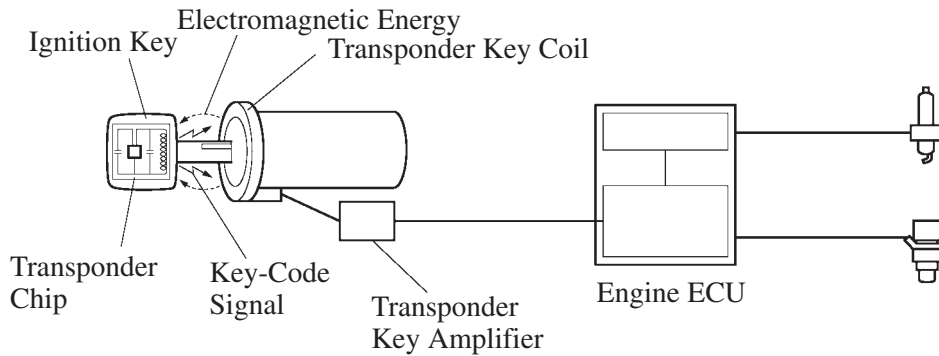 Electromagnetic Energy
Ignition Key
Transponder Key Coil
Transponder
Chip
Key-Code
Signal
Transponder
Key Amplifier
Engine ECU